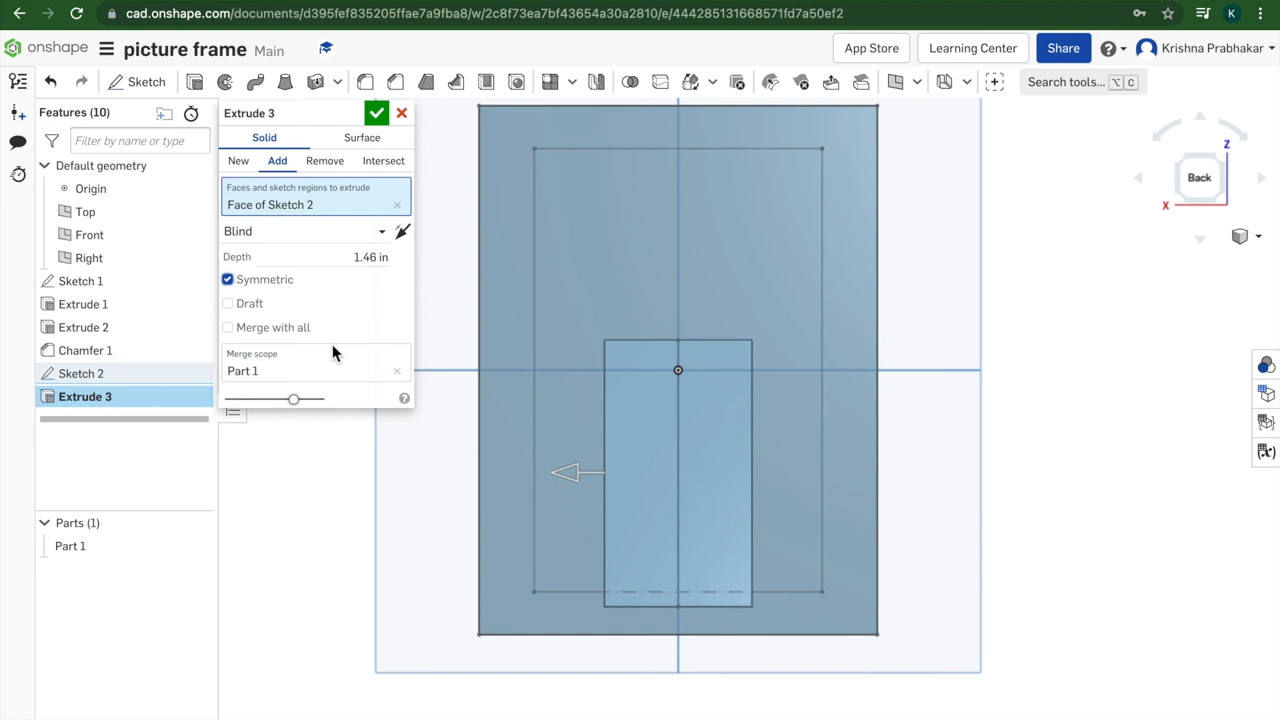 cad.onshape.com/documents/d395fef835205ffae7a9fba8/w/2c8f73ea7bf43654a30a2810/e/444285131668571fd7a50ef2
K
onshape
picture frame
Main
App Store
Learning Center
Share
Krishna Prabhakar
Sketch
Search tools... ⌥ C
Features (10)
Filter by name or type
Default geometry
Origin
Top
Front
Right
Sketch 1
Extrude 1
Extrude 2
Chamfer 1
Sketch 2
Extrude 3
Parts (1)
Part 1
Extrude 3
Solid Surface
New Add Remove Intersect
Faces and sketch regions to extrude
Face of Sketch 2
Blind
Depth 1.46 in
Symmetric
Draft
Merge with all
Merge scope
Part 1
Z
Back
X
(x)